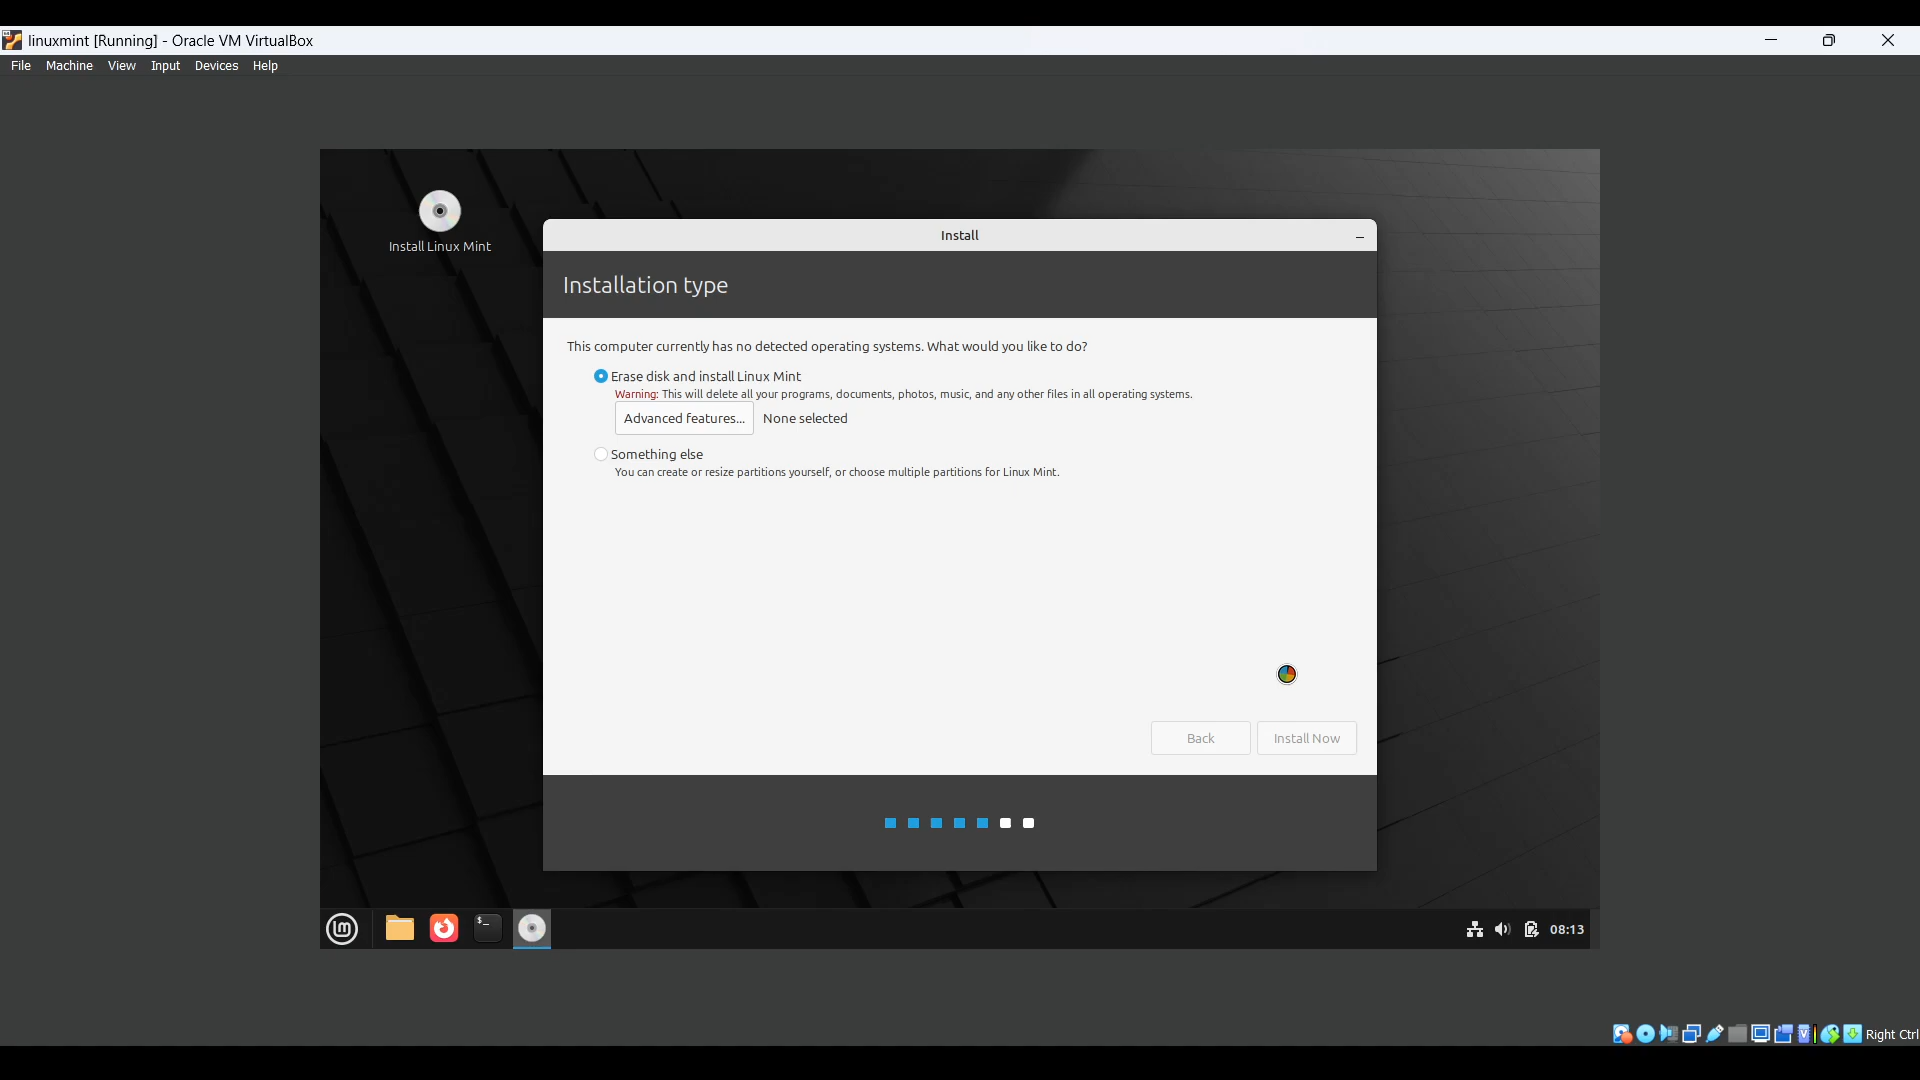 linuxmint [Running] - Oracle VM VirtualBox
File Machine View Input Devices Help
Install Linux Mint
Install
Installation type
This computer currently has no detected operating systems. What would you like to do?
Erase disk and install Linux Mint
Warning: This will delete all your programs, documents, photos, music, and any other files in all operating systems.
Advanced features... None selected
Something else
You can create or resize partitions yourself, or choose multiple partitions for Linux Mint.
Back Install Now
$_
08:13
Right Ctrl